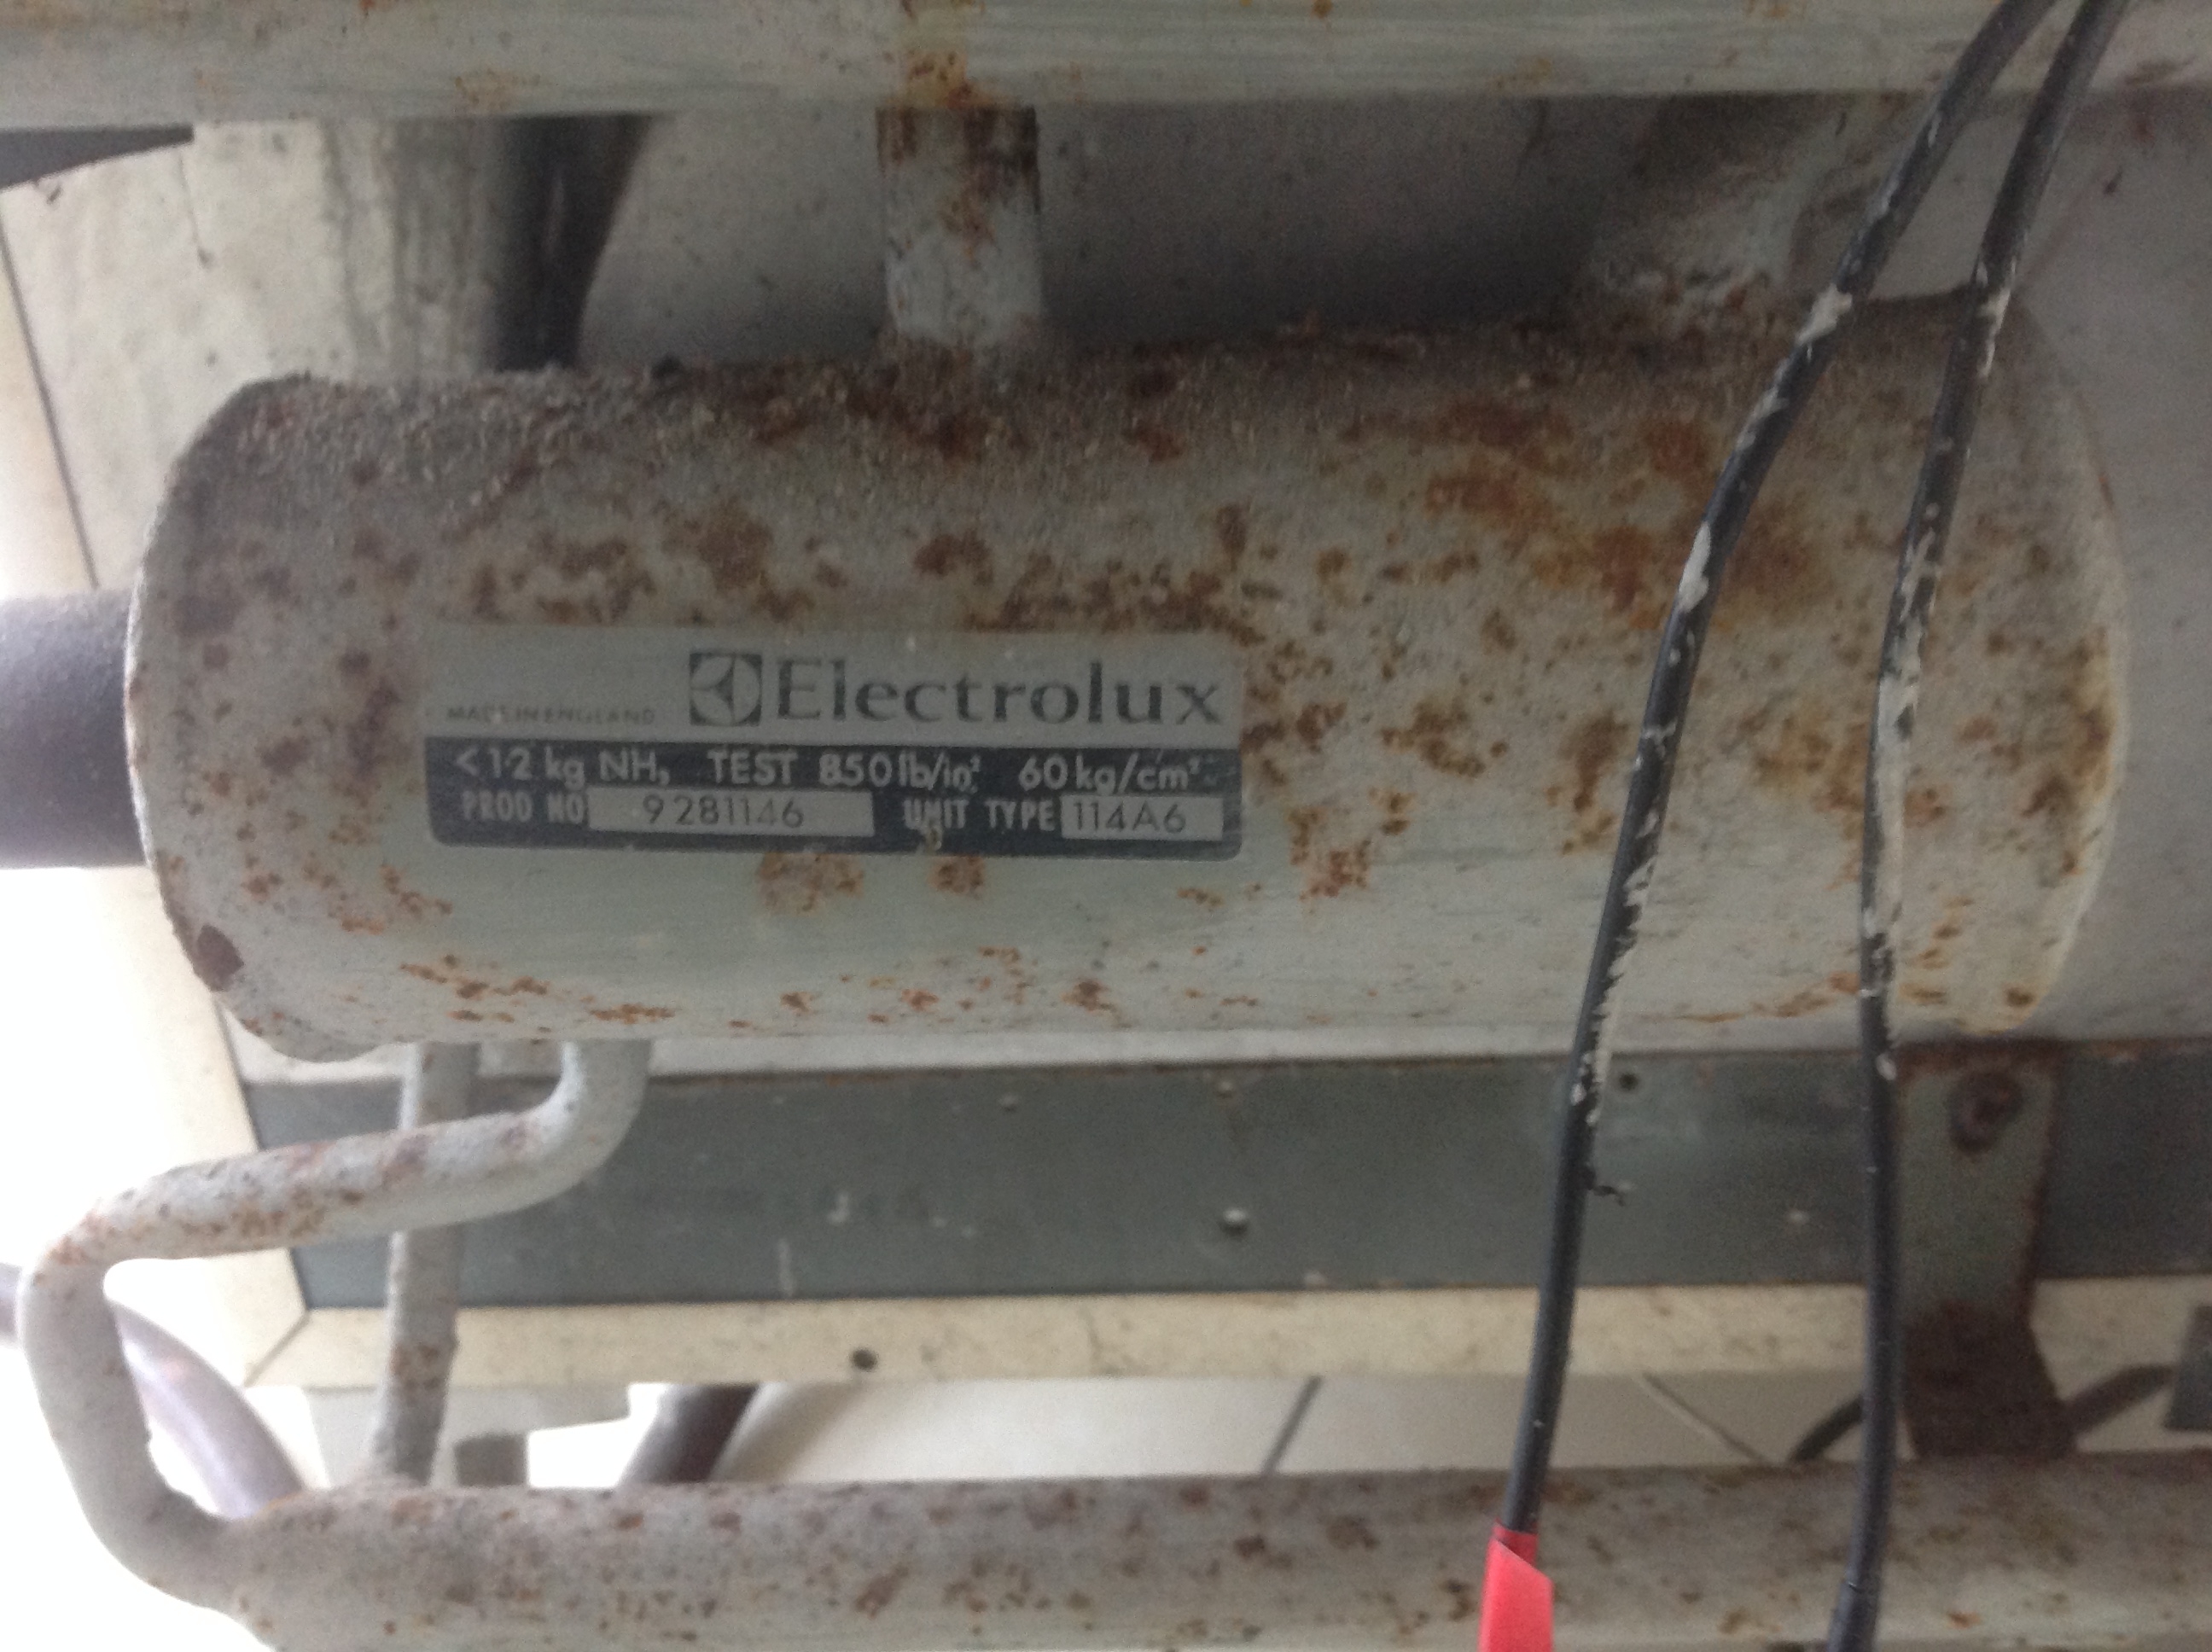 Electrolux
MADE IN ENGLAND
< 1·2 kg NH₃ TEST 850 lb/in² 60 kg/cm²
PROD NO 9281146 UNIT TYPE 114A6